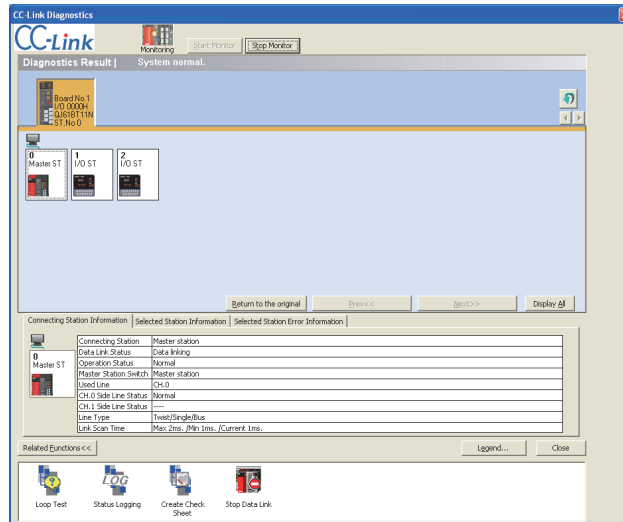 CC-Link Diagnostics
CC-Link
Monitoring
Start Monitor
Stop Monitor
Diagnostics Result | System normal.
Board No.1
I/O 0000H
QJ61BT11N
ST.No 0
0
Master ST
1
I/O ST
2
I/O ST
Return to the original
Prev<<
Next>>
Display All
Connecting Station Information
Selected Station Information
Selected Station Error Information
0
Master ST
Connecting Station Master station
Data Link Status Data linking
Operation Status Normal
Master Station Switch Master station
Used Line CH.0
CH.0 Side Line Status Normal
CH.1 Side Line Status ----
Line Type Twist/Single/Bus
Link Scan Time Max 2ms. /Min 1ms. /Current 1ms.
Related Functions<<
Legend...
Close
LOG
Loop Test
Status Logging
Create Check
Sheet
Stop Data Link